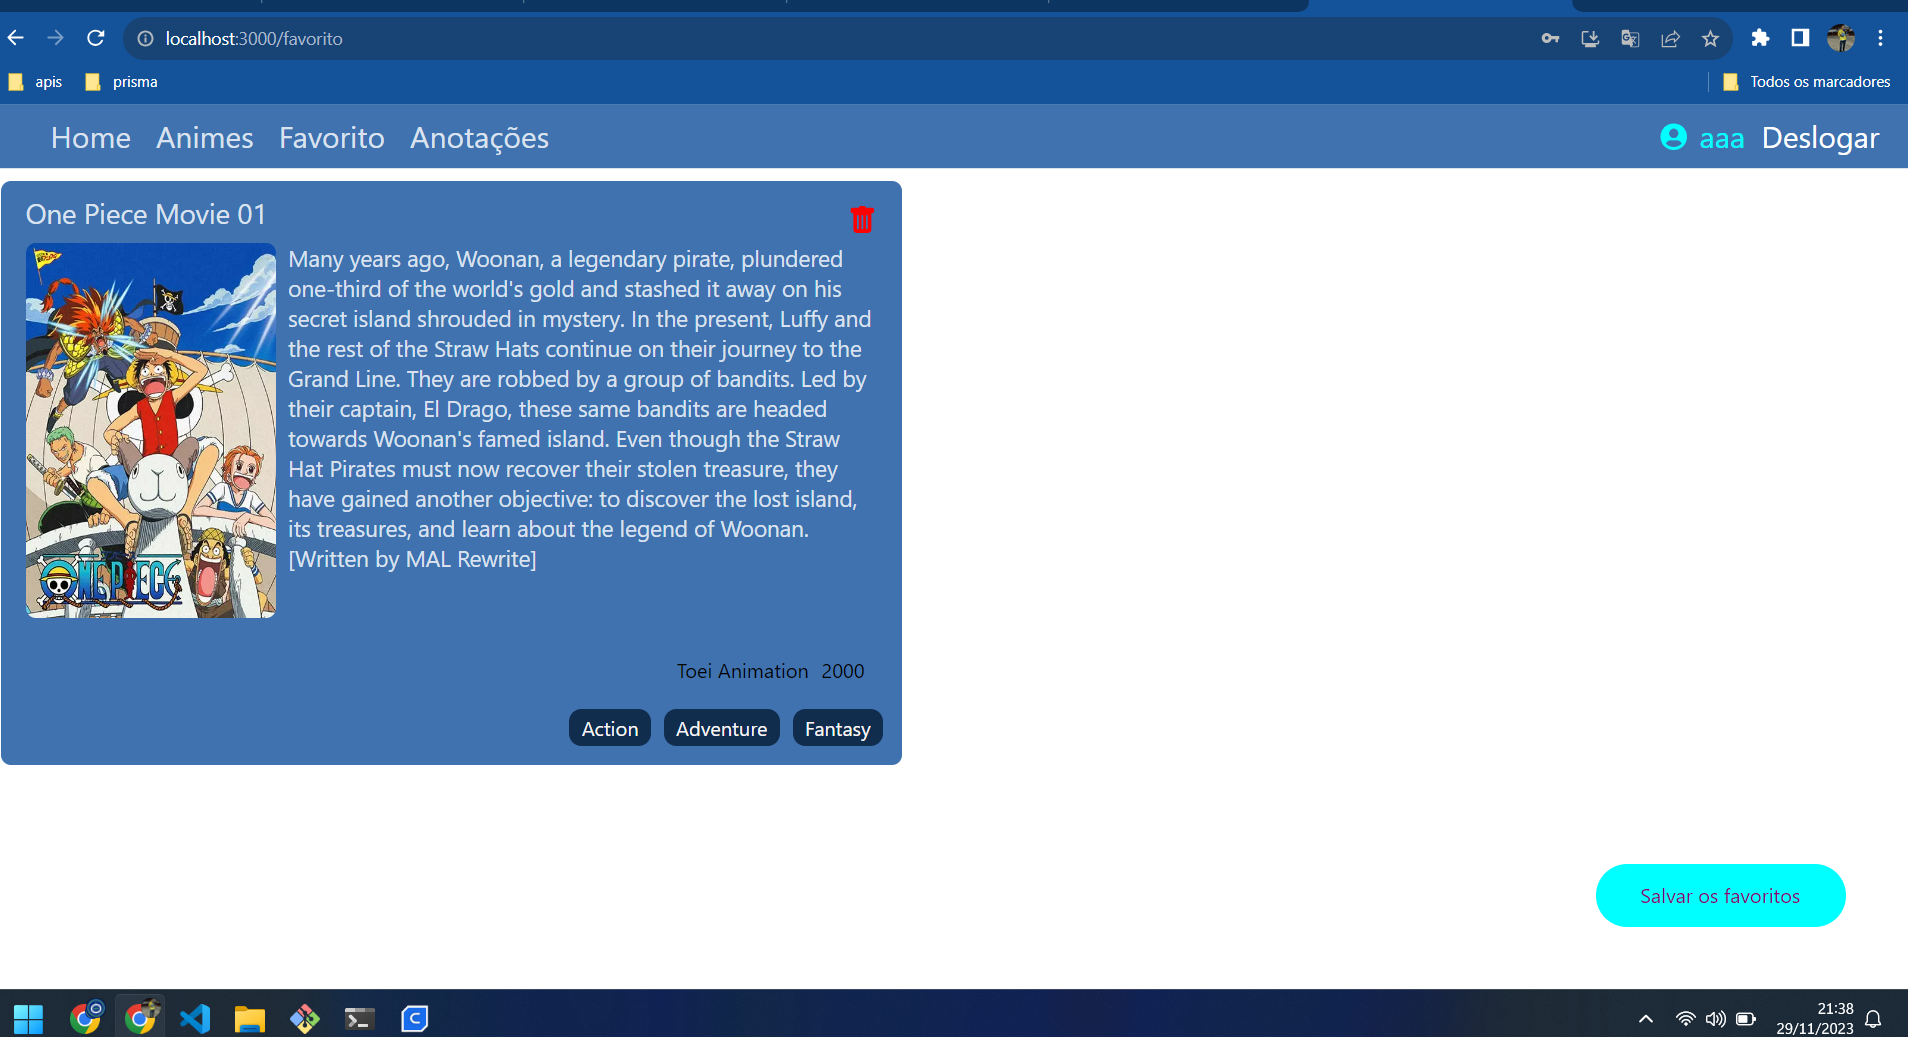 localhost:3000/favorito
apis prisma Todos os marcadores
Home Animes Favorito Anotações aaa Deslogar
One Piece Movie 01
Many years ago, Woonan, a legendary pirate, plundered
one-third of the world's gold and stashed it away on his
secret island shrouded in mystery. In the present, Luffy and
the rest of the Straw Hats continue on their journey to the
Grand Line. They are robbed by a group of bandits. Led by
their captain, El Drago, these same bandits are headed
towards Woonan's famed island. Even though the Straw
Hat Pirates must now recover their stolen treasure, they
have gained another objective: to discover the lost island,
its treasures, and learn about the legend of Woonan.
[Written by MAL Rewrite]
ONE PIECE
Toei Animation 2000
Action Adventure Fantasy
Salvar os favoritos
21:38
29/11/2023